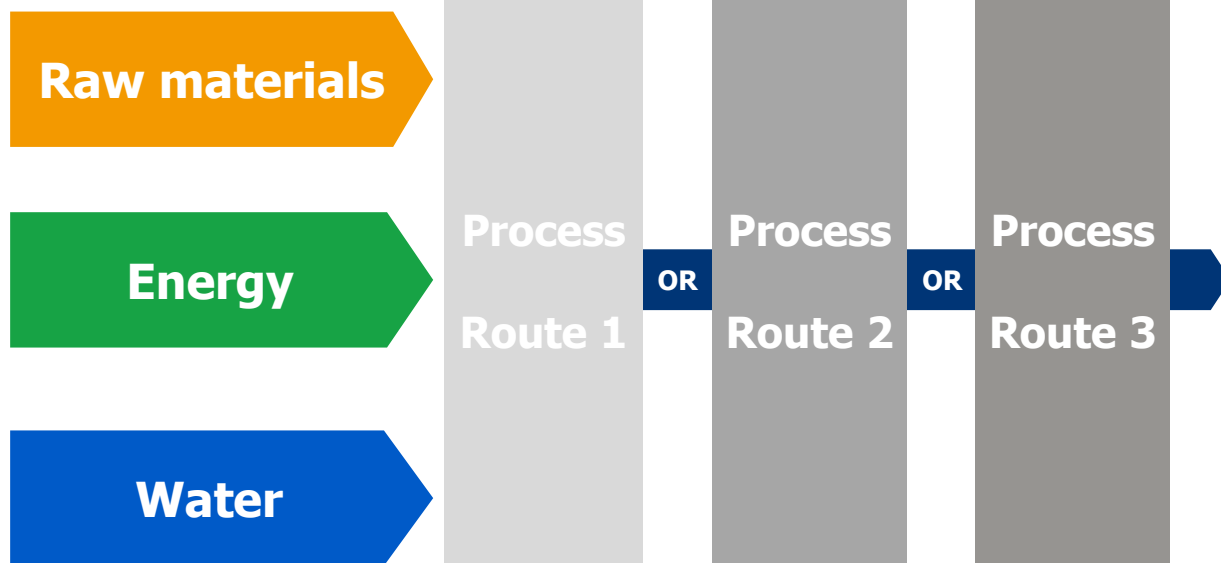 Raw materials
Energy
Water
Process
Route 1
OR
Process
Route 2
OR
Process
Route 3